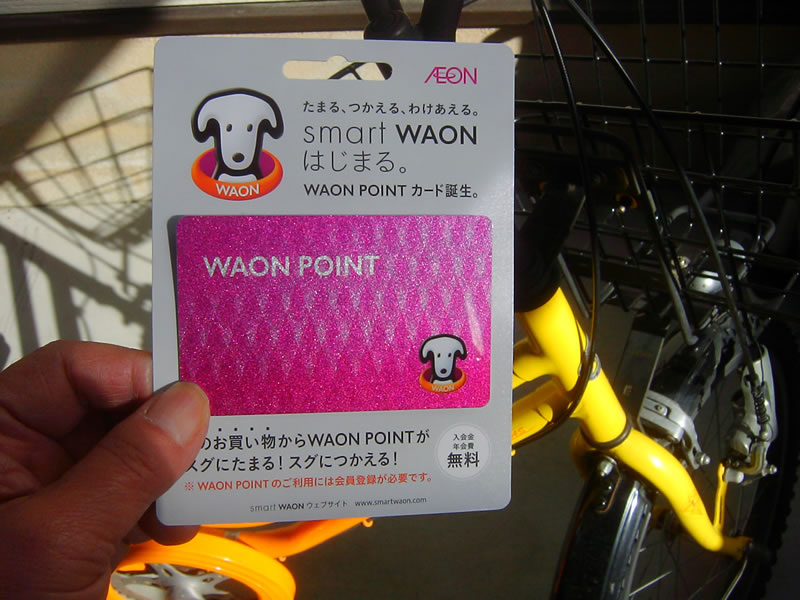 ÆON
たまる、つかえる、わけあえる。
smart WAON
はじまる。
WAON POINT カード誕生。
WAON
WAON POINT
WAON
のお買い物からWAON POINTが
スグにたまる！スグにつかえる！
入会金
年会費
無料
※ WAON POINTのご利用には会員登録が必要です。
smart WAON ウェブサイト www.smartwaon.com